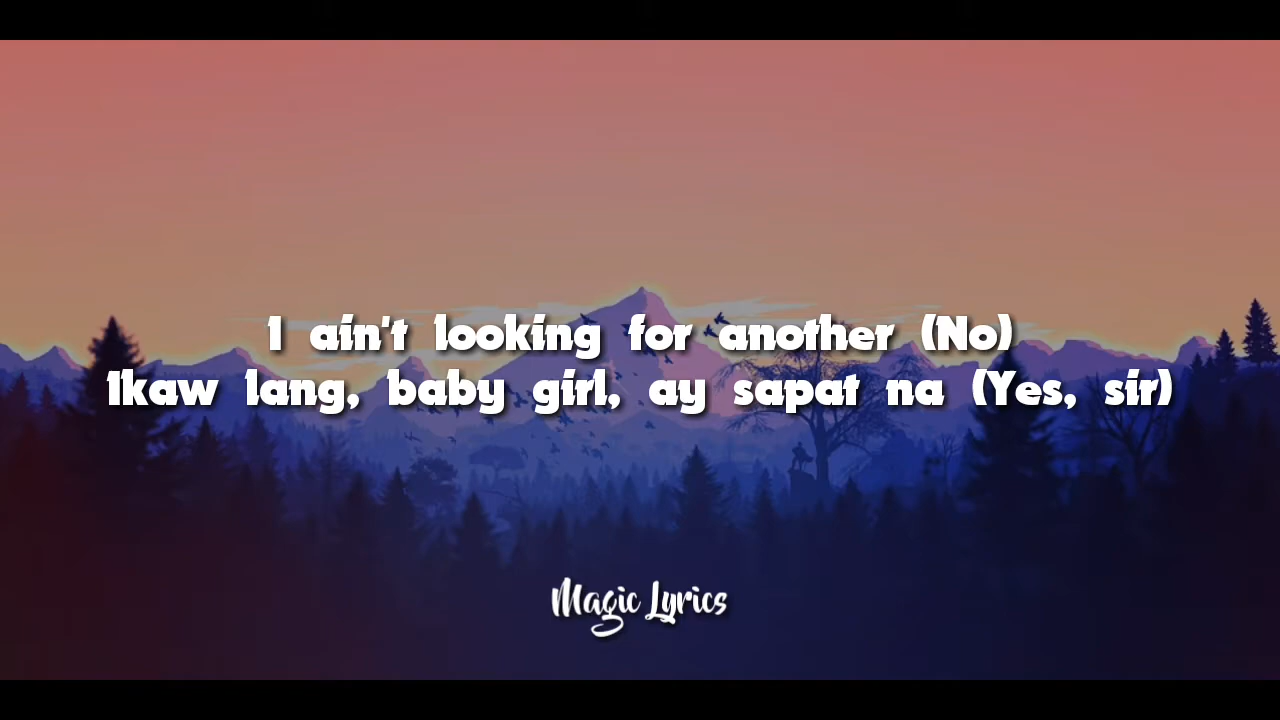 I ain't looking for another (No)
Ikaw lang, baby girl, ay sapat na (Yes, sir)
Magic Lyrics